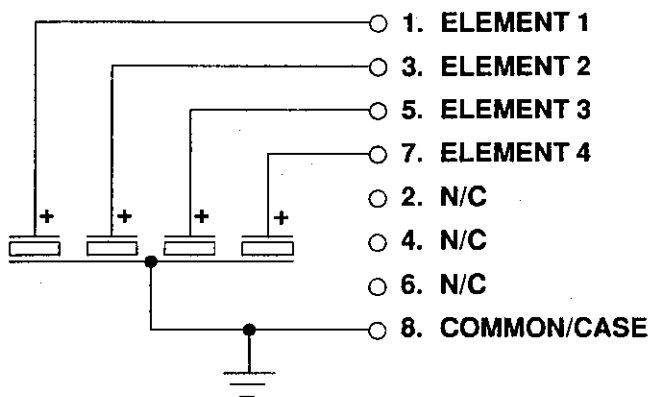 1. ELEMENT 1
3. ELEMENT 2
5. ELEMENT 3
7. ELEMENT 4
+ + + +
2. N/C
4. N/C
6. N/C
8. COMMON/CASE